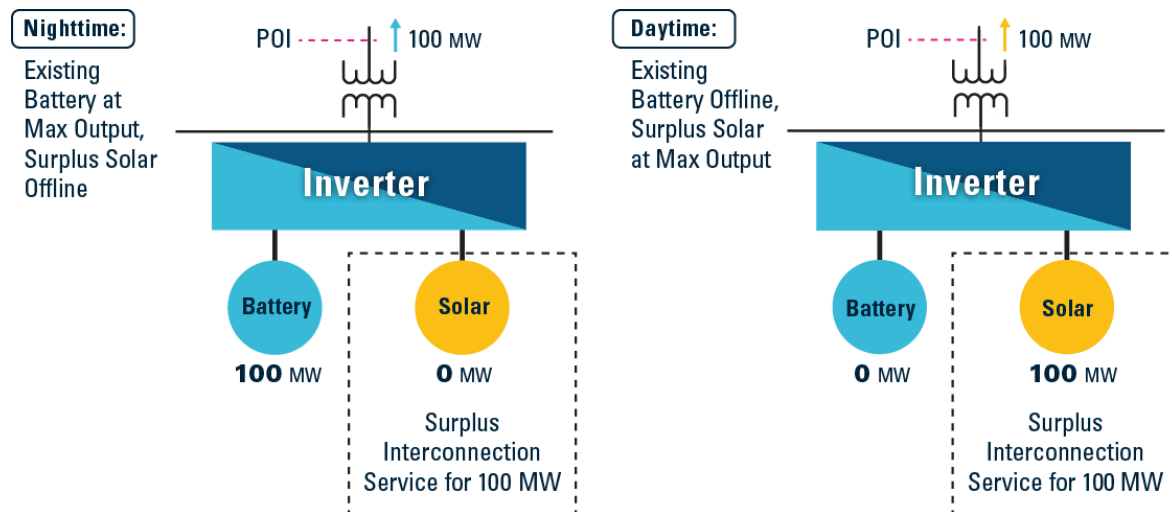 Nighttime:
Existing
Battery at
Max Output,
Surplus Solar
Offline
POI
100 MW
Inverter
Battery
Solar
100 MW
0 MW
Surplus
Interconnection
Service for 100 MW
Daytime:
Existing
Battery Offline,
Surplus Solar
at Max Output
POI
100 MW
Inverter
Battery
Solar
0 MW
100 MW
Surplus
Interconnection
Service for 100 MW